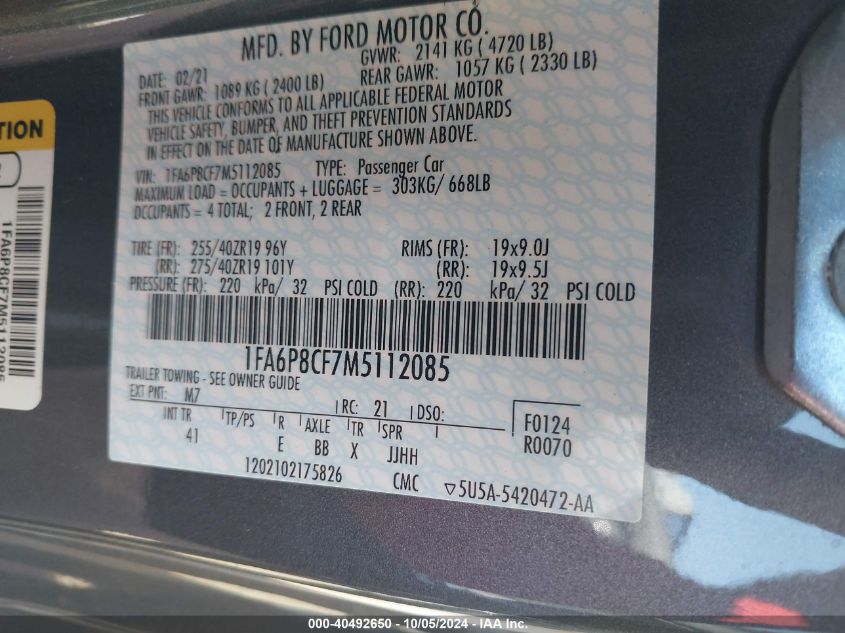 MFD. BY FORD MOTOR CO.
DATE: 02/21
GVWR: 2141 KG ( 4720 LB)
FRONT GAWR: 1089 KG ( 2400 LB)
REAR GAWR: 1057 KG ( 2330 LB)
THIS VEHICLE CONFORMS TO ALL APPLICABLE FEDERAL MOTOR
VEHICLE SAFETY, BUMPER, AND THEFT PREVENTION STANDARDS
IN EFFECT ON THE DATE OF MANUFACTURE SHOWN ABOVE.
VIN: 1FA6P8CF7M5112085 TYPE: Passenger Car
MAXIMUM LOAD = OCCUPANTS + LUGGAGE = 303KG/ 668LB
OCCUPANTS = 4 TOTAL; 2 FRONT, 2 REAR
TIRE (FR): 255/40ZR19 96Y RIMS (FR): 19x9.0J
(RR): 275/40ZR19 101Y (RR): 19x9.5J
PRESSURE (FR): 220 kPa/ 32 PSI COLD (RR): 220 kPa/ 32 PSI COLD
1FA6P8CF7M5112085
TRAILER TOWING - SEE OWNER GUIDE
EXT PNT: M7 RC: 21 DSO:
INT TR TP/PS R AXLE TR SPR
41 E BB X JJHH
F0124
R0070
1202102175826 CMC ▽5U5A-5420472-AA
TION
1FA6P8CF7M5112085
000-40492650 - 10/05/2024 - IAA Inc.